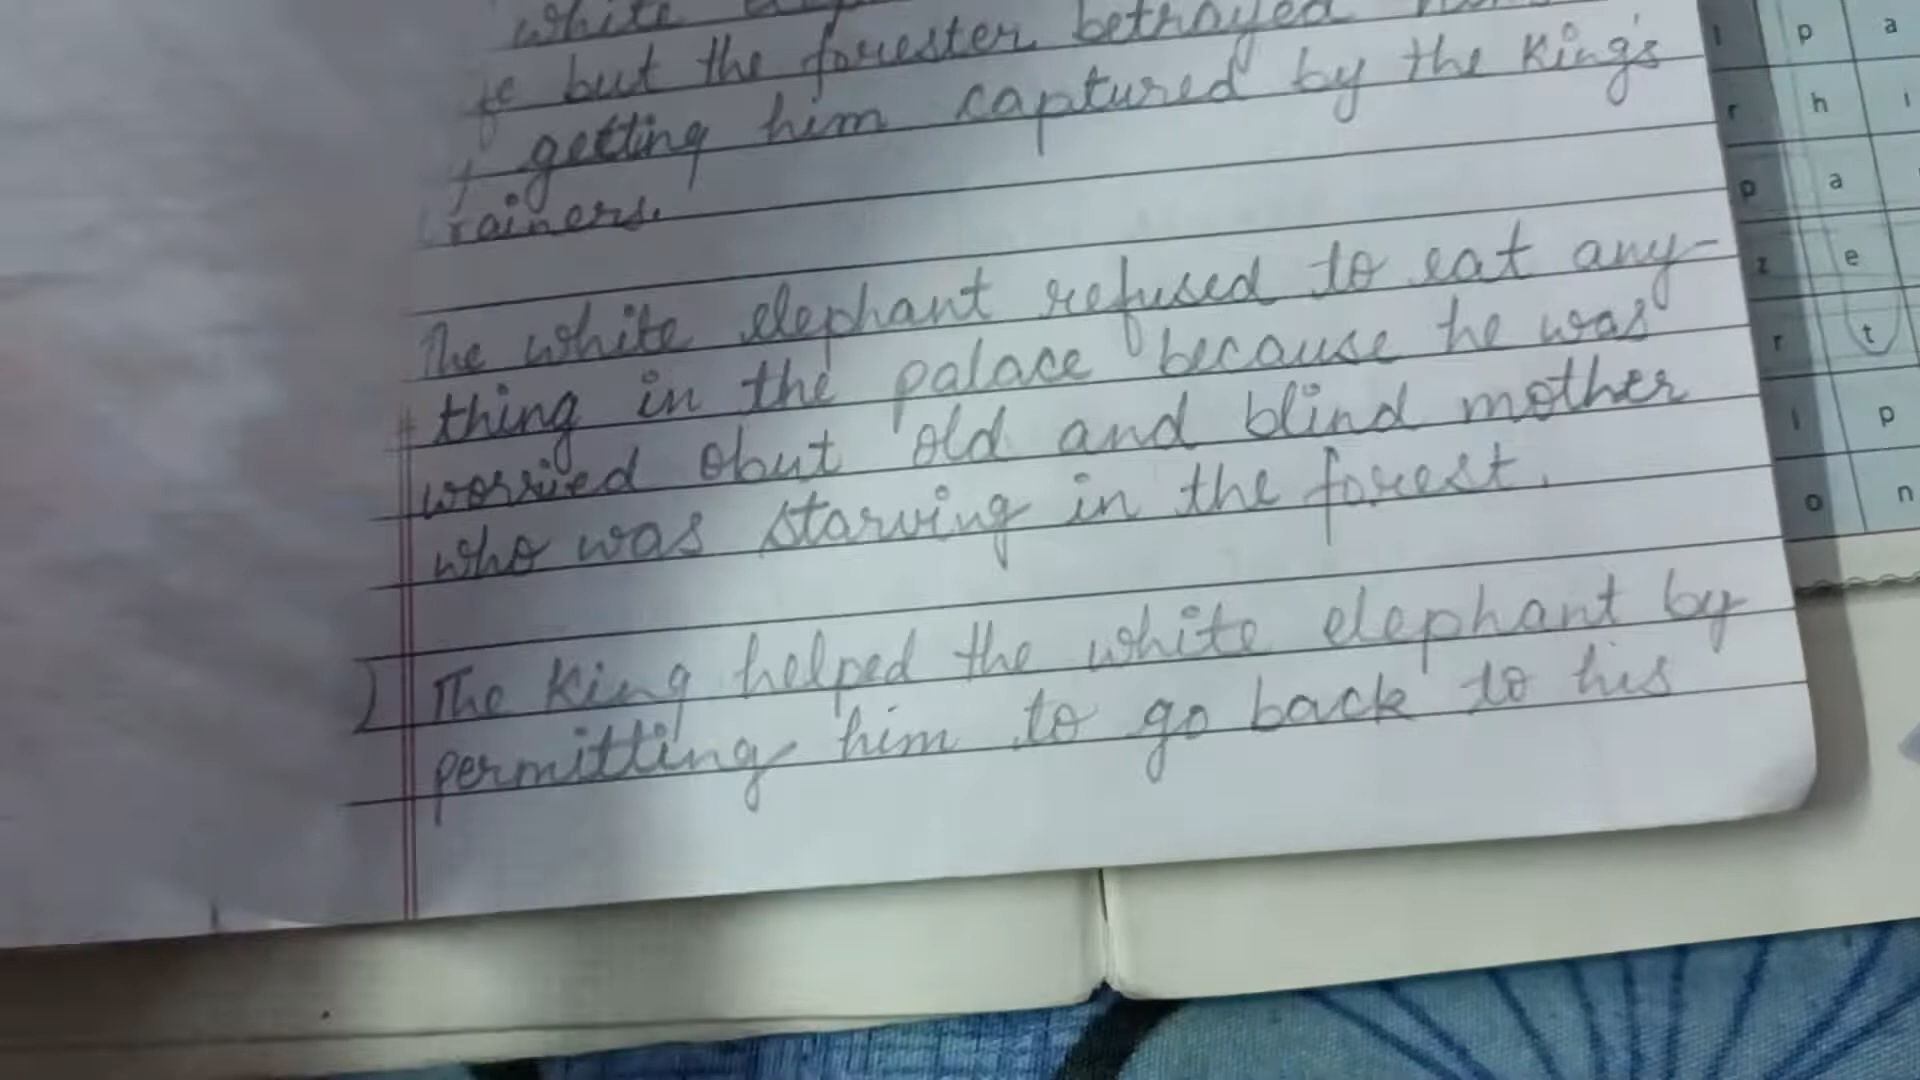 white
but the forester betrayed
getting him captured by the King's
rainers.
The white elephant refused to eat any-
thing in the palace because he was
worried obut old and blind mother
who was starving in the forest.
The King helped the white elephant by
permitting him to go back to his
l p a
r h i
p a
z e
r t
l p
o n